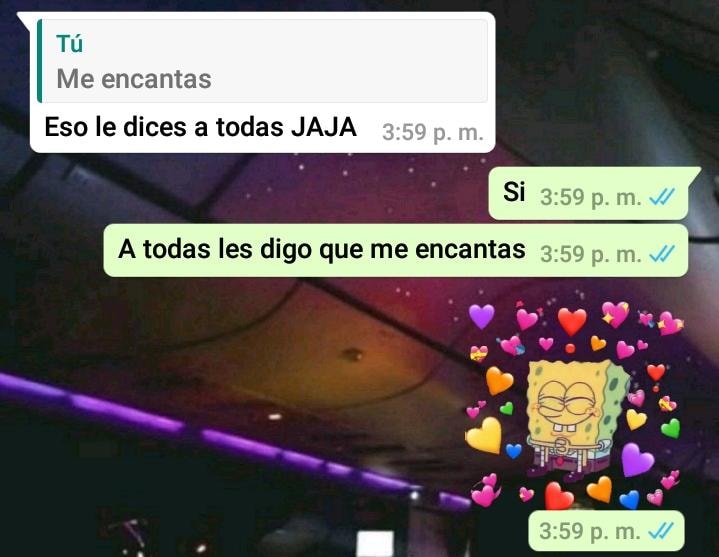 Tú
Me encantas
Eso le dices a todas JAJA 3:59 p. m.
Si 3:59 p. m.
A todas les digo que me encantas 3:59 p. m.
3:59 p. m.